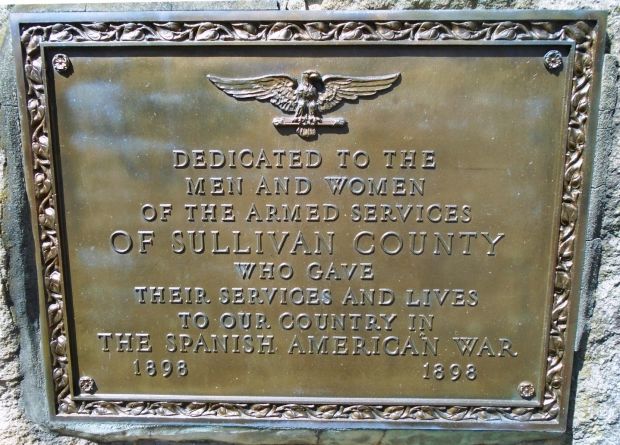 DEDICATED TO THE
MEN AND WOMEN
OF THE ARMED SERVICES
OF SULLIVAN COUNTY
WHO GAVE
THEIR SERVICES AND LIVES
TO OUR COUNTRY IN
THE SPANISH AMERICAN WAR
1898 1898